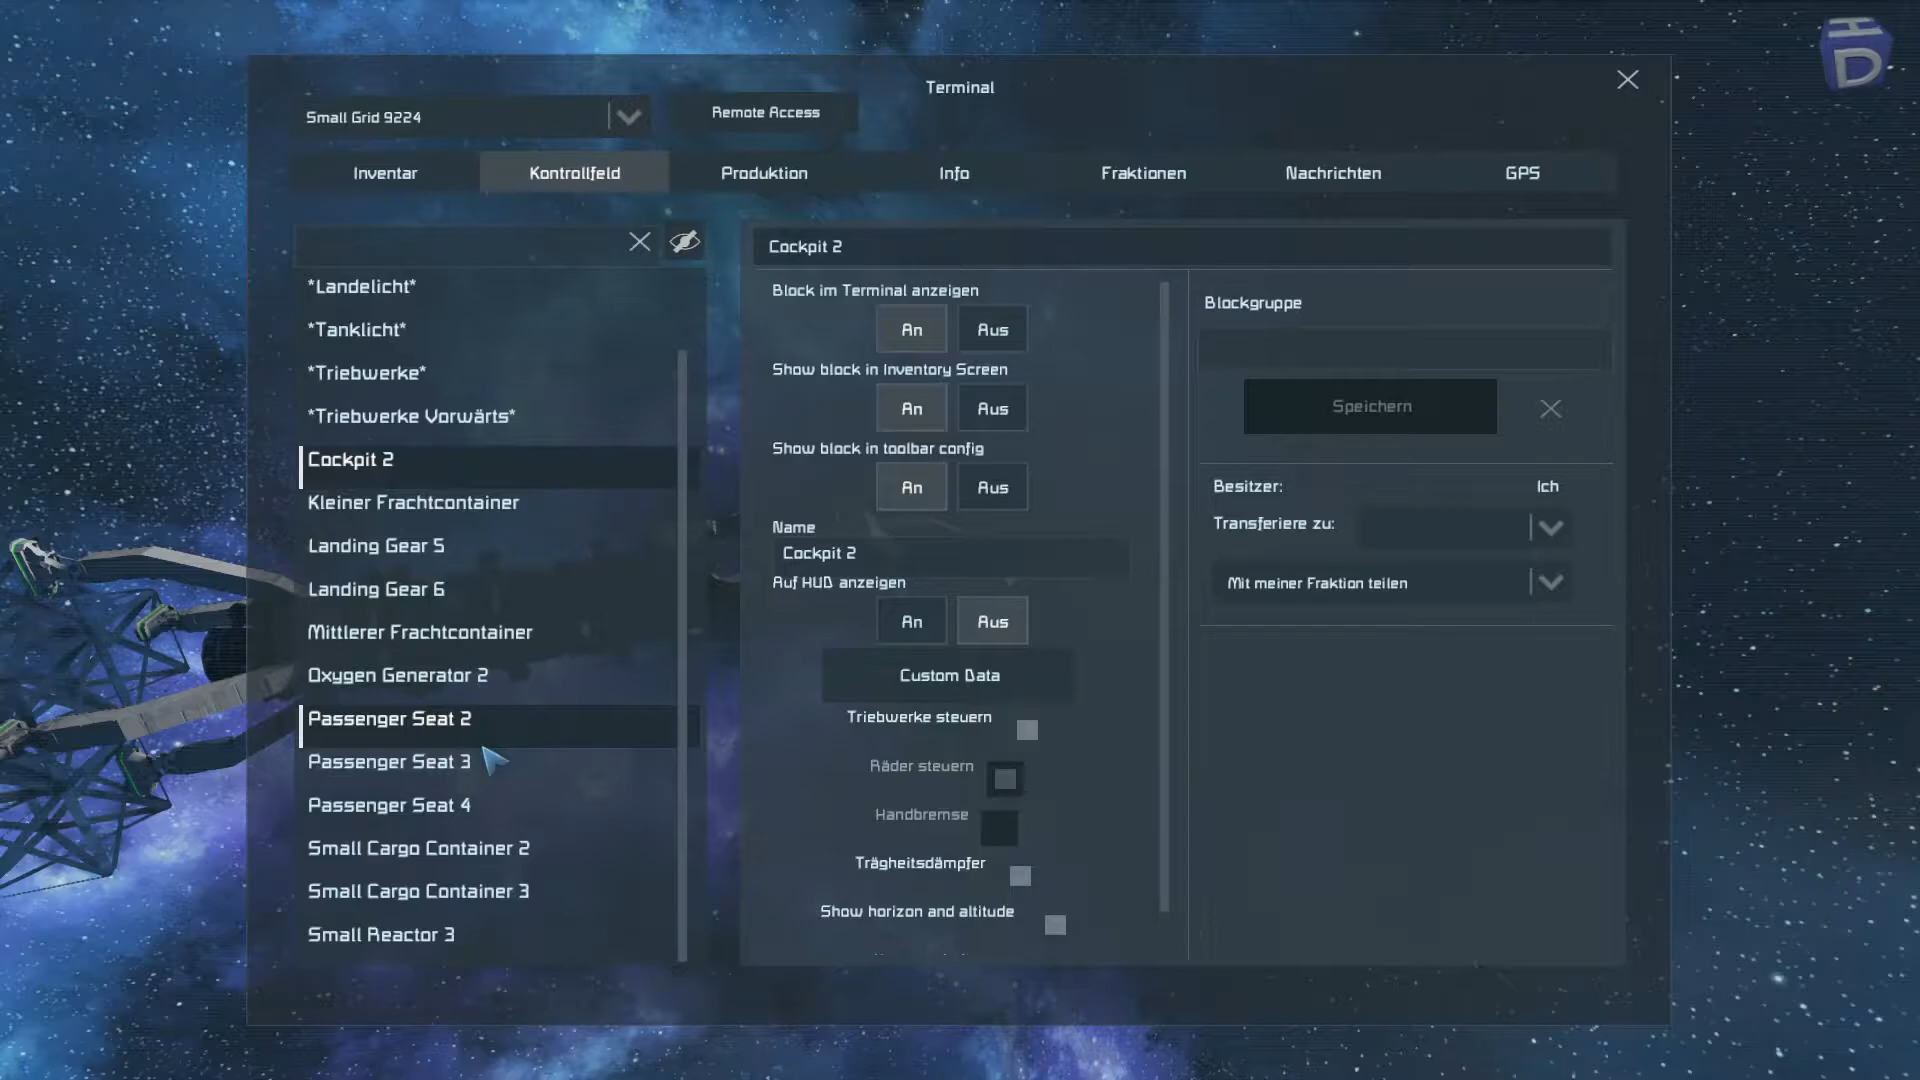 Terminal
Small Grid 9224
Remote Access
Inventar
Kontrollfeld
Produktion
Info
Fraktionen
Nachrichten
GPS
*Landelicht*
*Tanklicht*
*Triebwerke*
*Triebwerke Vorwärts*
Cockpit 2
Kleiner Frachtcontainer
Landing Gear 5
Landing Gear 6
Mittlerer Frachtcontainer
Oxygen Generator 2
Passenger Seat 2
Passenger Seat 3
Passenger Seat 4
Small Cargo Container 2
Small Cargo Container 3
Small Reactor 3
Cockpit 2
Block im Terminal anzeigen
An Aus
Show block in Inventory Screen
An Aus
Show block in toolbar config
An Aus
Name
Cockpit 2
Auf HUD anzeigen
An Aus
Custom Data
Triebwerke steuern
Räder steuern
Handbremse
Trägheitsdämpfer
Show horizon and altitude
Blockgruppe
Speichern
Besitzer: Ich
Transferiere zu:
Mit meiner Fraktion teilen
HD